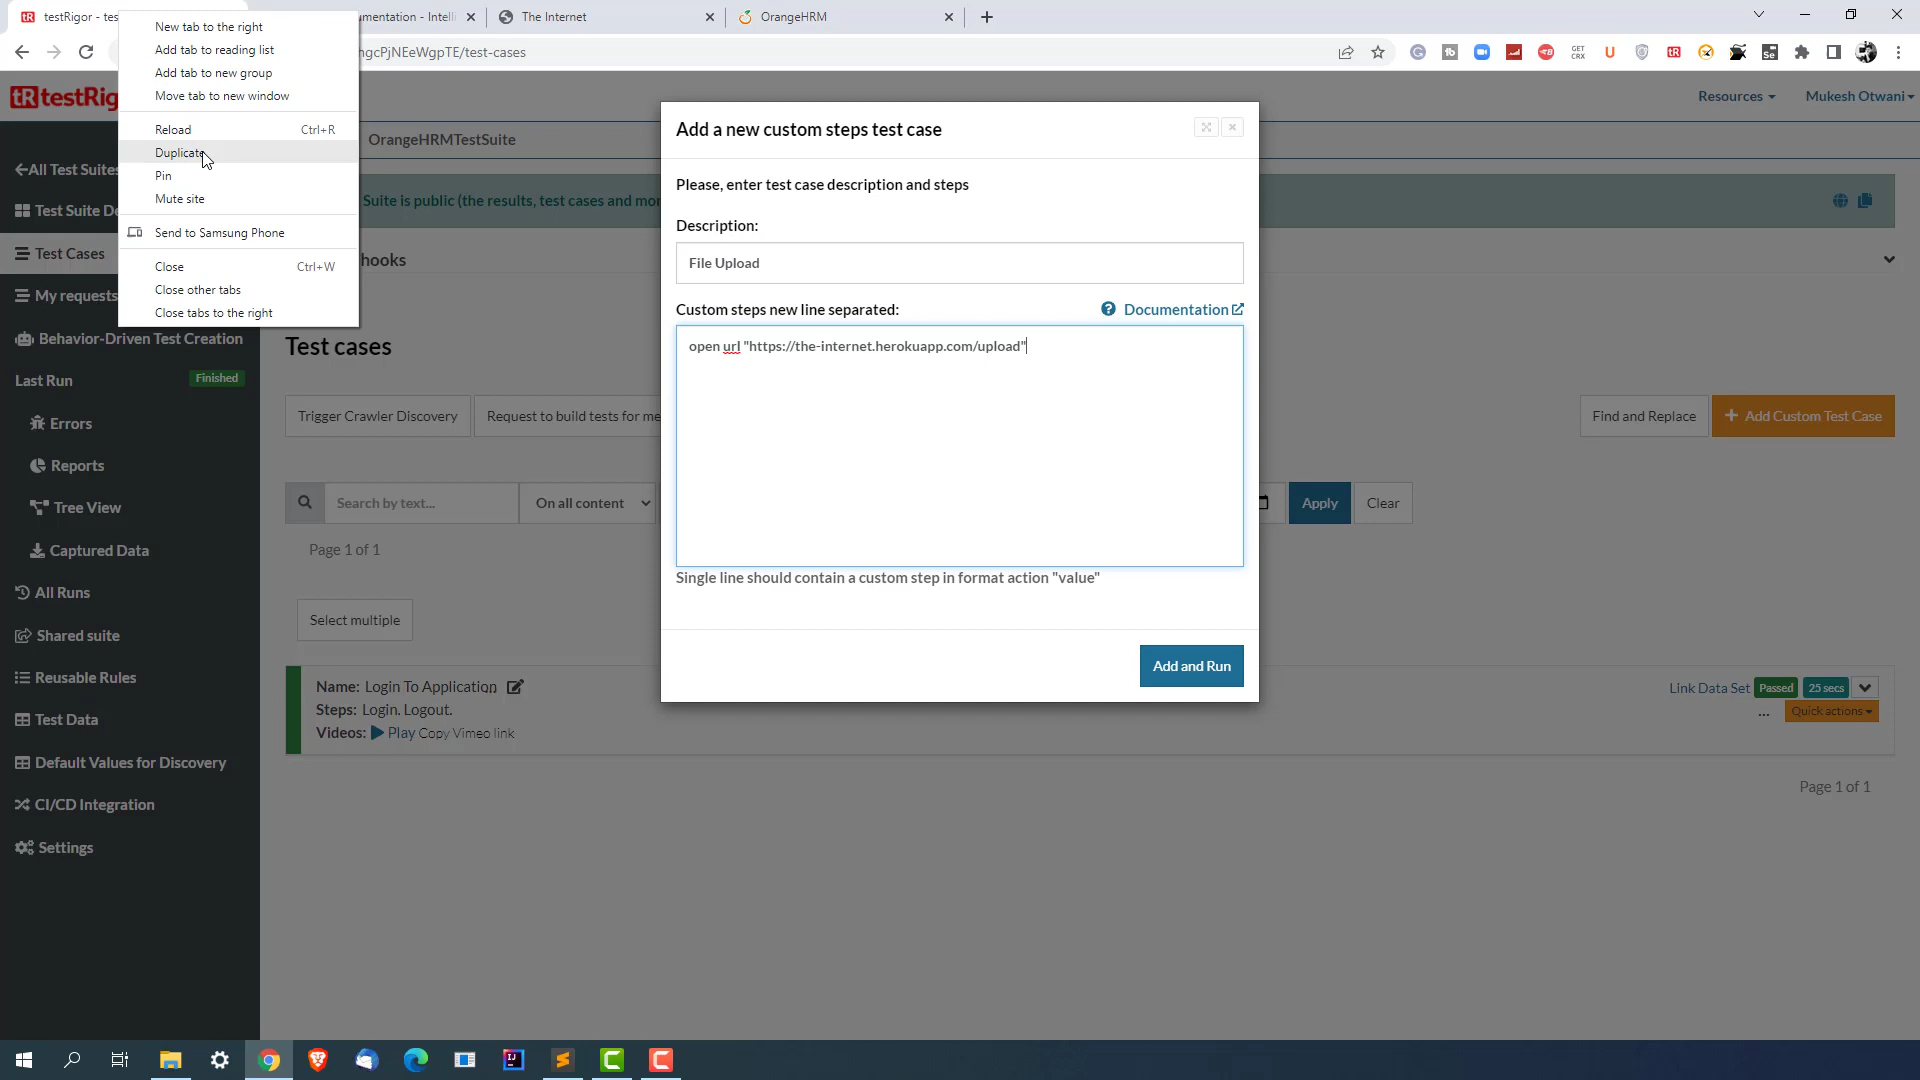 testRigor - tes
umentation - Intelli
The Internet
OrangeHRM
New tab to the right
Add tab to reading list
Add tab to new group
Move tab to new window
Reload Ctrl+R
Duplicate
Pin
Mute site
Send to Samsung Phone
Close Ctrl+W
Close other tabs
Close tabs to the right
gcPjNEeWgpTE/test-cases
GET
CRX
tR testRig
Resources
Mukesh Otwani
OrangeHRMTestSuite
All Test Suites
Test Suite De
Suite is public (the results, test cases and mor
Test Cases
hooks
My requests
Behavior-Driven Test Creation
Last Run Finished
Errors
Reports
Tree View
Captured Data
All Runs
Shared suite
Reusable Rules
Test Data
Default Values for Discovery
CI/CD Integration
Settings
Test cases
Trigger Crawler Discovery
Request to build tests for me
Find and Replace
+ Add Custom Test Case
Search by text...
On all content
Apply
Clear
Page 1 of 1
Select multiple
Name: Login To Application
Steps: Login. Logout.
Videos: Play Copy Vimeo link
Link Data Set Passed 25 secs
... Quick actions
Page 1 of 1
Add a new custom steps test case
Please, enter test case description and steps
Description:
File Upload
Custom steps new line separated:
Documentation
open url "https://the-internet.herokuapp.com/upload"
Single line should contain a custom step in format action "value"
Add and Run